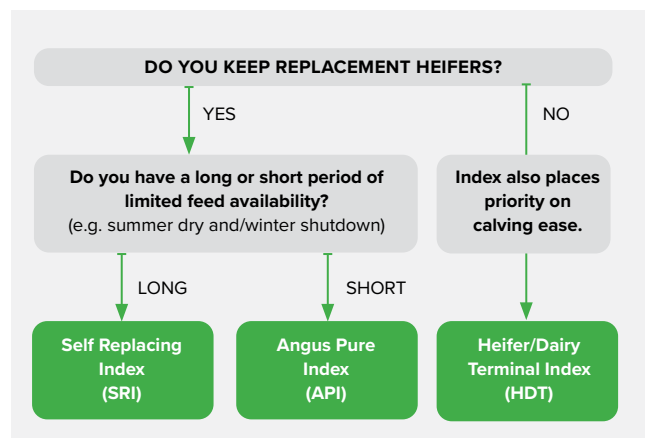 DO YOU KEEP REPLACEMENT HEIFERS?
YES
NO
Do you have a long or short period of
limited feed availability?
(e.g. summer dry and/winter shutdown)
Index also places
priority on
calving ease.
LONG
SHORT
Self Replacing
Index
(SRI)
Angus Pure
Index
(API)
Heifer/Dairy
Terminal Index
(HDT)